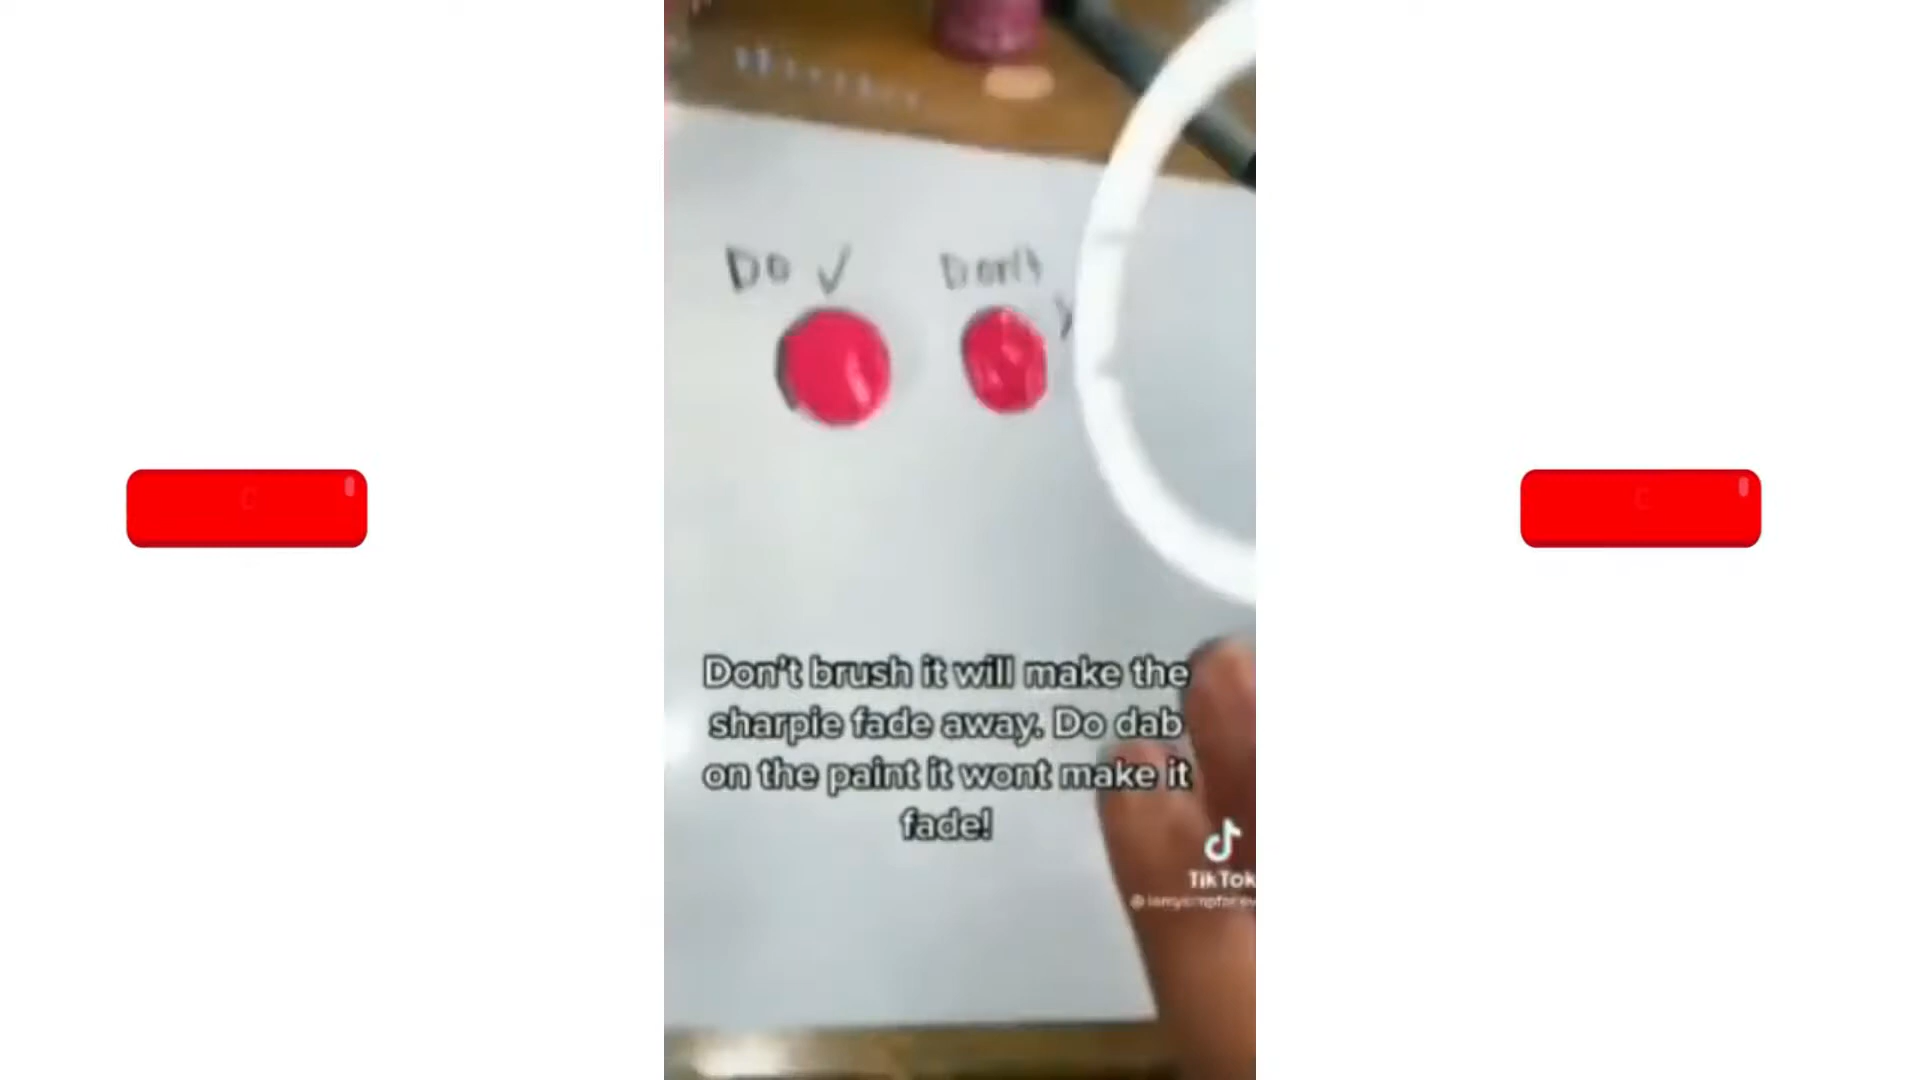 Do ✓
Don't
Don't brush it will make the
sharpie fade away. Do dab
on the paint it wont make it
fade!
TikTok